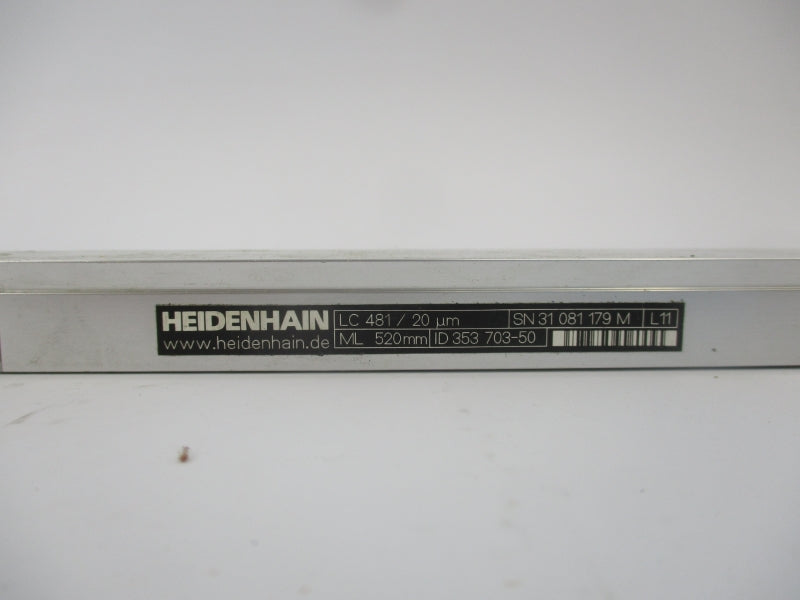 HEIDENHAIN LC 481 / 20 µm SN 31 081 179 M L11
www.heidenhain.de ML 520mm ID 353 703-50